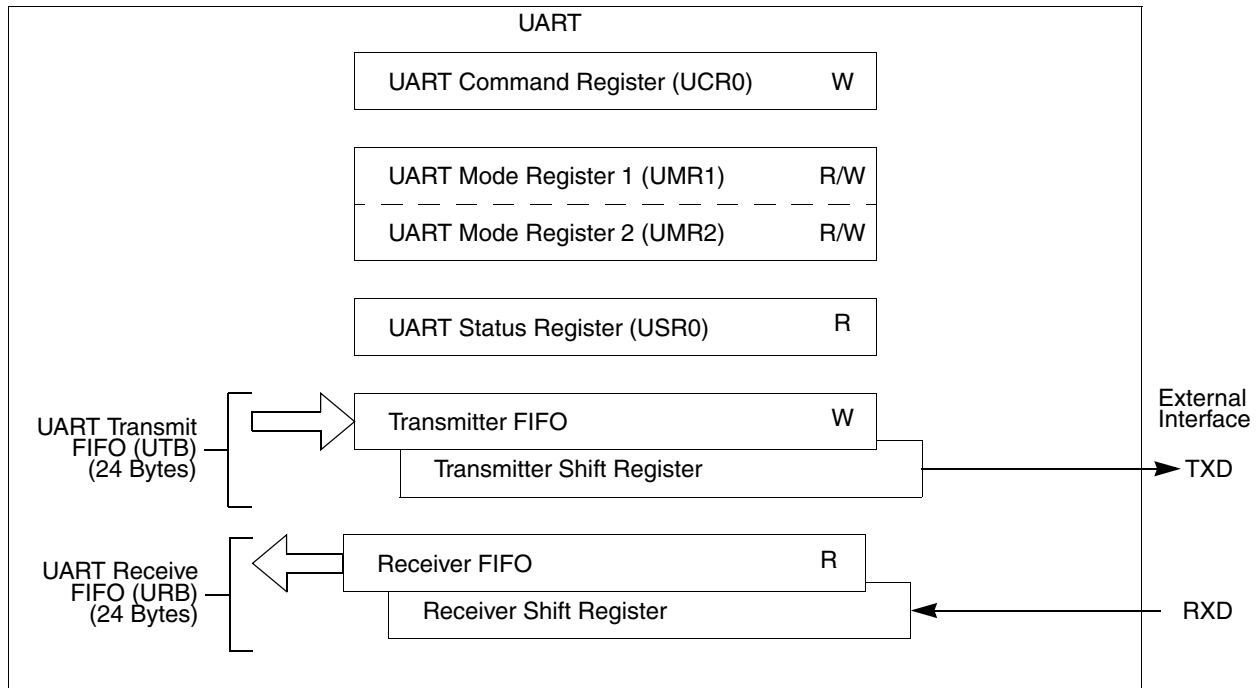 UART
UART Command Register (UCR0) W
UART Mode Register 1 (UMR1) R/W
UART Mode Register 2 (UMR2) R/W
UART Status Register (USR0) R
UART Transmit
FIFO (UTB)
(24 Bytes)
Transmitter FIFO W
Transmitter Shift Register
External
Interface
TXD
UART Receive
FIFO (URB)
(24 Bytes)
Receiver FIFO R
Receiver Shift Register
RXD